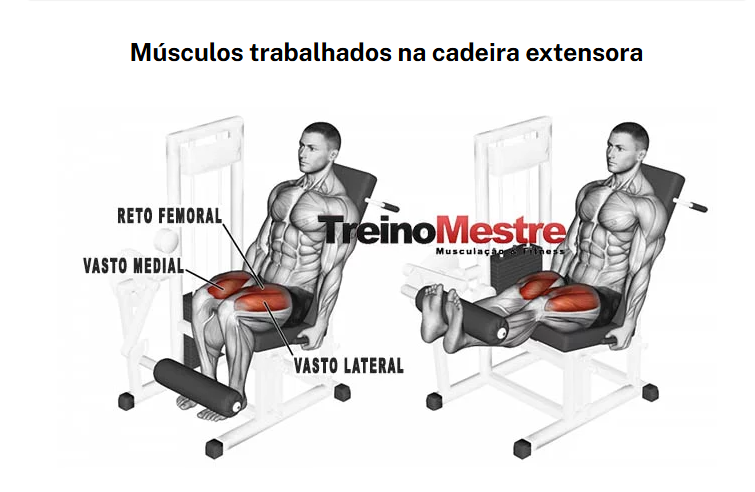 Músculos trabalhados na cadeira extensora
RETO FEMORAL
TreinoMestre
Musculação & Fitness
VASTO MEDIAL
VASTO LATERAL